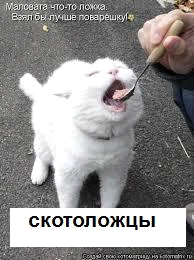 Маловата что-то ложка.
Взял бы лучше поварёшку!
скотоложцы
Создай свою котоматрицу на kotomatrix.ru